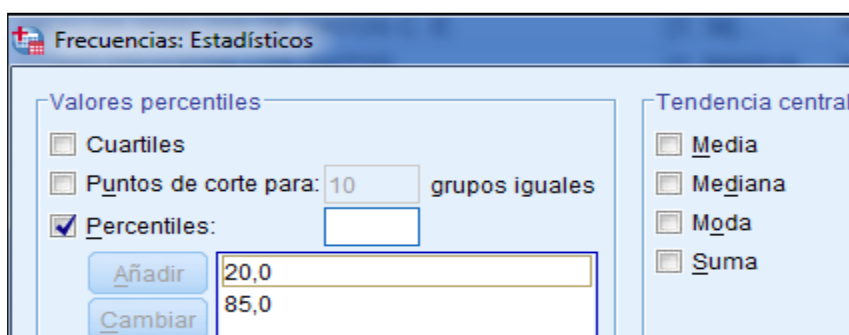 Frecuencias: Estadísticos
Valores percentiles
Cuartiles
Puntos de corte para: 10 grupos iguales
Percentiles:
Añadir
20,0
85,0
Cambiar
Tendencia central
Media
Mediana
Moda
Suma